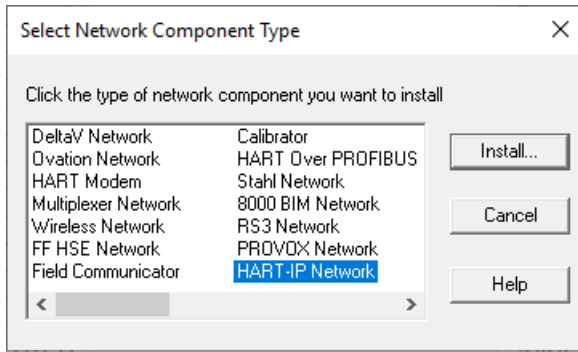 Select Network Component Type
Click the type of network component you want to install
DeltaV Network
Ovation Network
HART Modem
Multiplexer Network
Wireless Network
FF HSE Network
Field Communicator
Calibrator
HART Over PROFIBUS
Stahl Network
8000 BIM Network
RS3 Network
PROVOX Network
HART-IP Network
Install...
Cancel
Help